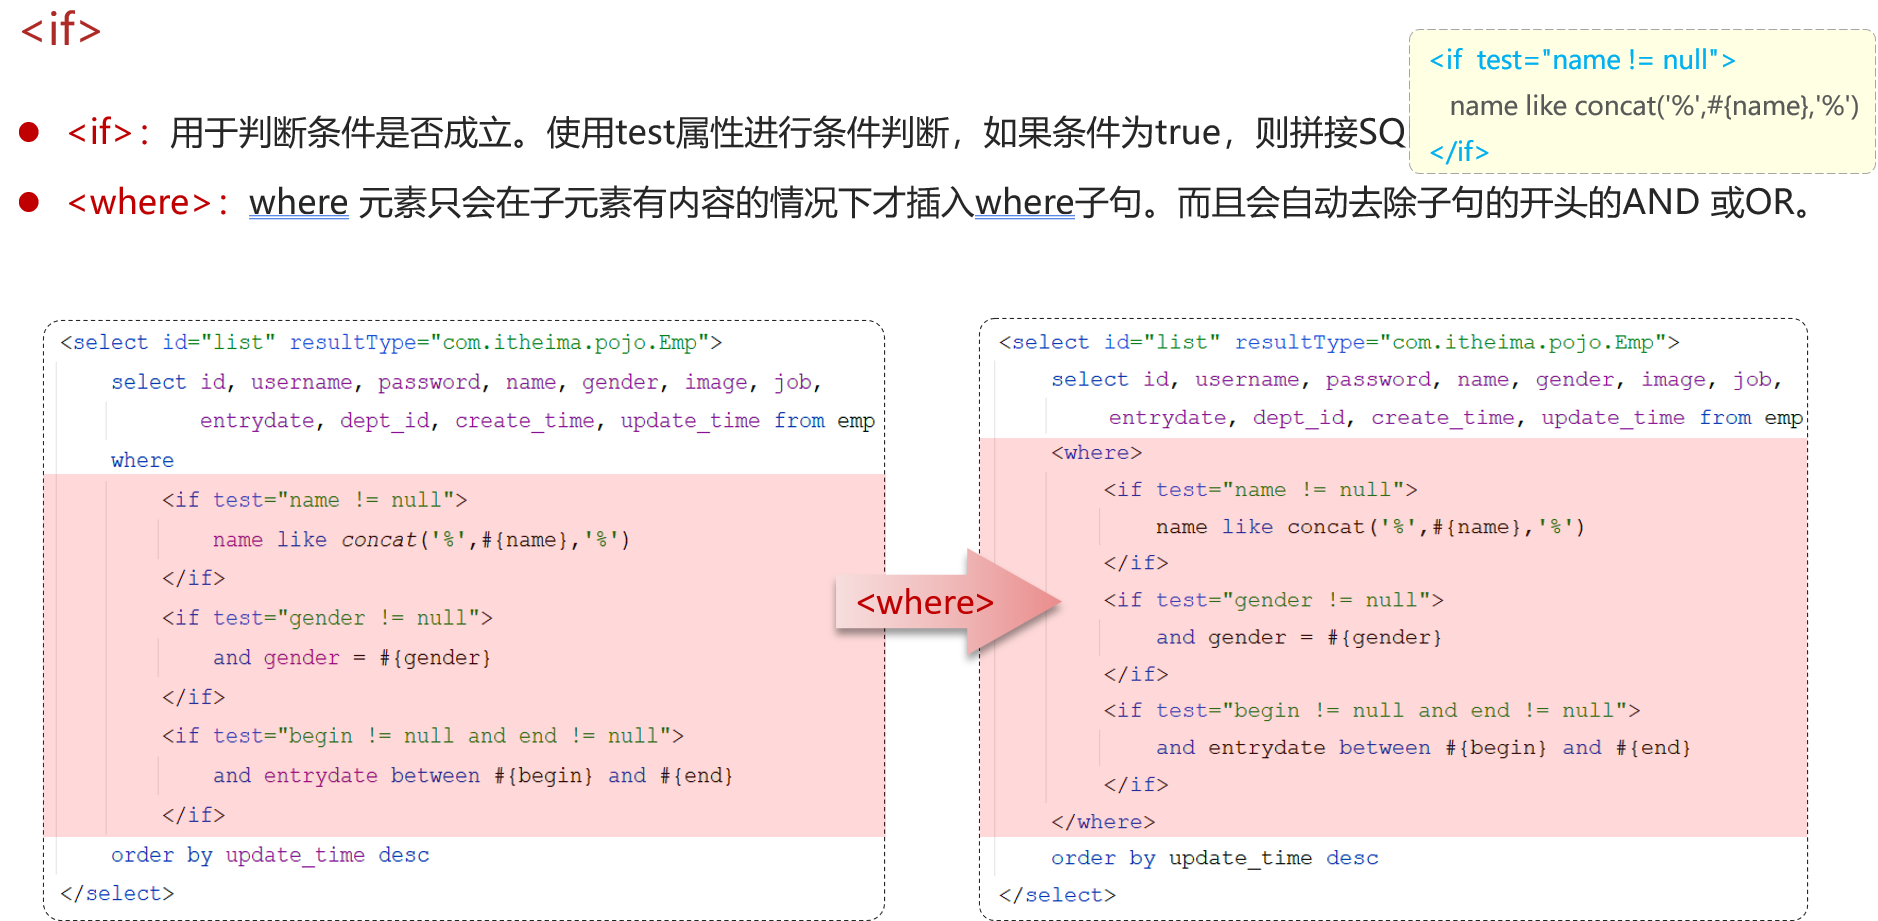 <if>
<if test="name != null">
name like concat('%',#{name},'%')
</if>
<if>：用于判断条件是否成立。使用test属性进行条件判断，如果条件为true，则拼接SQ
<where>：where 元素只会在子元素有内容的情况下才插入where子句。而且会自动去除子句的开头的AND 或OR。
<select id="list" resultType="com.itheima.pojo.Emp">
select id, username, password, name, gender, image, job,
entrydate, dept_id, create_time, update_time from emp
where
<if test="name != null">
name like concat('%',#{name},'%')
</if>
<if test="gender != null">
and gender = #{gender}
</if>
<if test="begin != null and end != null">
and entrydate between #{begin} and #{end}
</if>
order by update_time desc
</select>
<where>
<select id="list" resultType="com.itheima.pojo.Emp">
select id, username, password, name, gender, image, job,
entrydate, dept_id, create_time, update_time from emp
<where>
<if test="name != null">
name like concat('%',#{name},'%')
</if>
<if test="gender != null">
and gender = #{gender}
</if>
<if test="begin != null and end != null">
and entrydate between #{begin} and #{end}
</if>
</where>
order by update_time desc
</select>